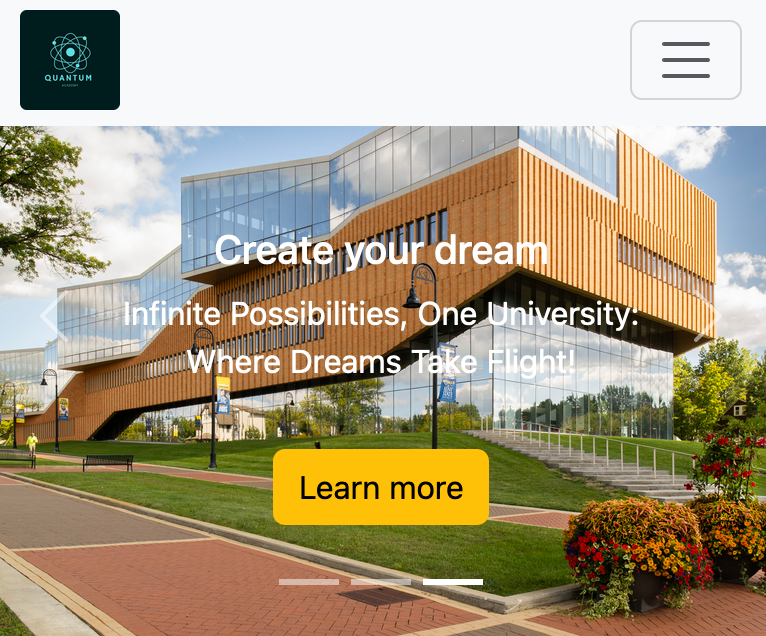 QUANTUM
ACADEMY
Create your dream
Infinite Possibilities, One University:
Where Dreams Take Flight!
Learn more